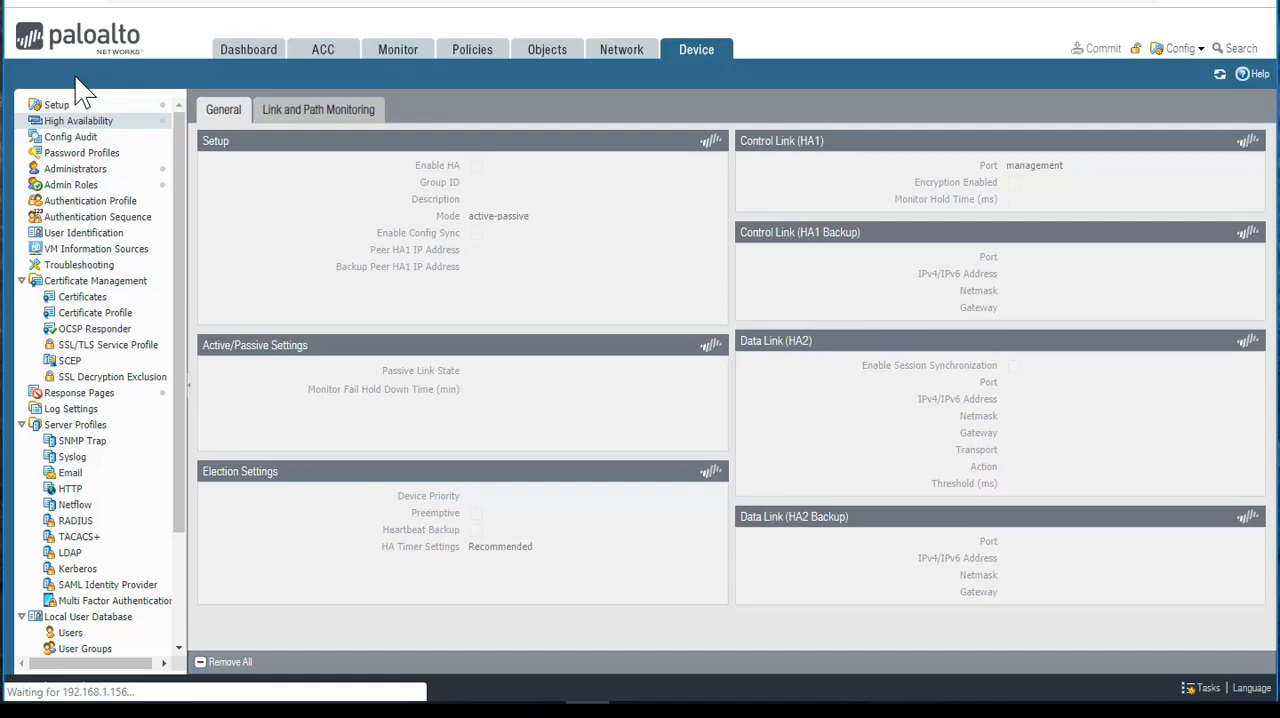 paloalto
NETWORKS
Dashboard
ACC
Monitor
Policies
Objects
Network
Device
Commit
Config
Search
Help
Setup
High Availability
Config Audit
Password Profiles
Administrators
Admin Roles
Authentication Profile
Authentication Sequence
User Identification
VM Information Sources
Troubleshooting
Certificate Management
Certificates
Certificate Profile
OCSP Responder
SSL/TLS Service Profile
SCEP
SSL Decryption Exclusion
Response Pages
Log Settings
Server Profiles
SNMP Trap
Syslog
Email
HTTP
Netflow
RADIUS
TACACS+
LDAP
Kerberos
SAML Identity Provider
Multi Factor Authentication
Local User Database
Users
User Groups
General
Link and Path Monitoring
Setup
Enable HA
Group ID
Description
Mode active-passive
Enable Config Sync
Peer HA1 IP Address
Backup Peer HA1 IP Address
Active/Passive Settings
Passive Link State
Monitor Fail Hold Down Time (min)
Election Settings
Device Priority
Preemptive
Heartbeat Backup
HA Timer Settings Recommended
Control Link (HA1)
Port management
Encryption Enabled
Monitor Hold Time (ms)
Control Link (HA1 Backup)
Port
IPv4/IPv6 Address
Netmask
Gateway
Data Link (HA2)
Enable Session Synchronization
Port
IPv4/IPv6 Address
Netmask
Gateway
Transport
Action
Threshold (ms)
Data Link (HA2 Backup)
Port
IPv4/IPv6 Address
Netmask
Gateway
Remove All
Waiting for 192.168.1.156...
Tasks | Language